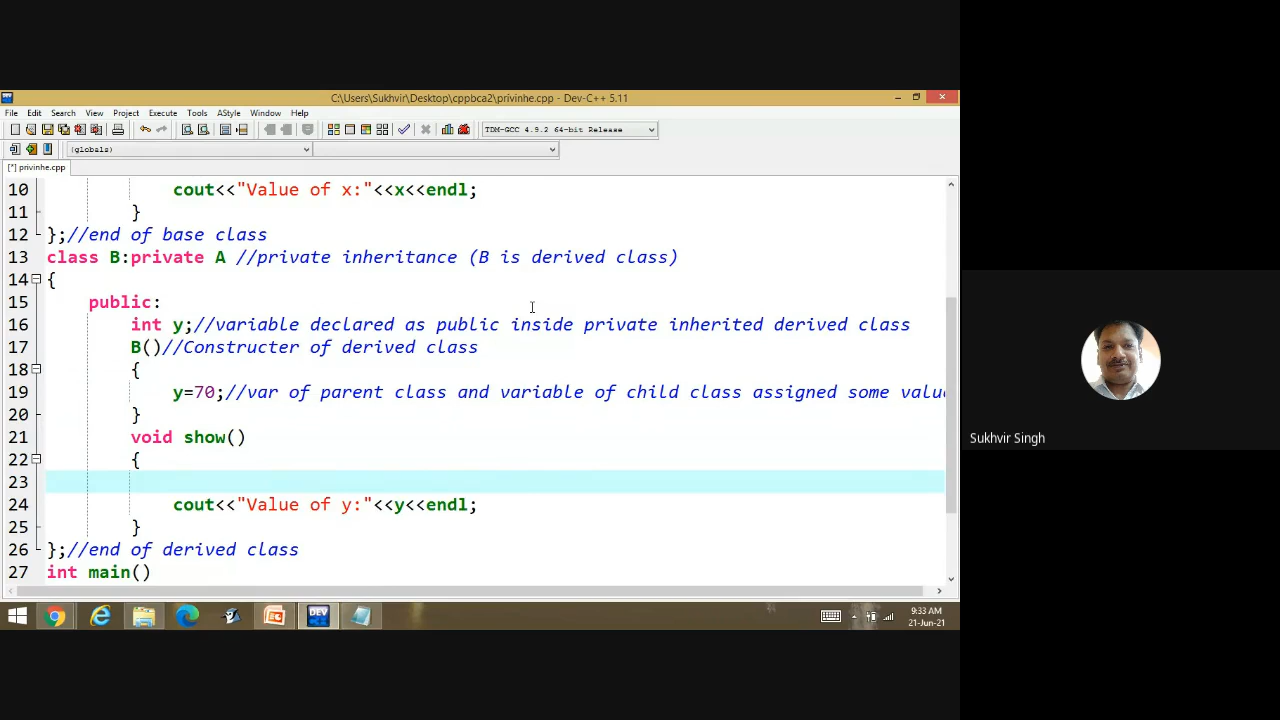 C:\Users\Sukhvir\Desktop\cppbca2\privinhe.cpp - Dev-C++ 5.11
File Edit Search View Project Execute Tools AStyle Window Help
TDM-GCC 4.9.2 64-bit Release
(globals)
[*] privinhe.cpp
10 cout<<"Value of x:"<<x<<endl;
11 }
12 };//end of base class
13 class B:private A //private inheritance (B is derived class)
14 {
15 public:
16 int y;//variable declared as public inside private inherited derived class
17 B()//Constructer of derived class
18 {
19 y=70;//var of parent class and variable of child class assigned some valu
20 }
21 void show()
22 {
23
24 cout<<"Value of y:"<<y<<endl;
25 }
26 };//end of derived class
27 int main()
Sukhvir Singh
DEV
9:33 AM
21-Jun-21